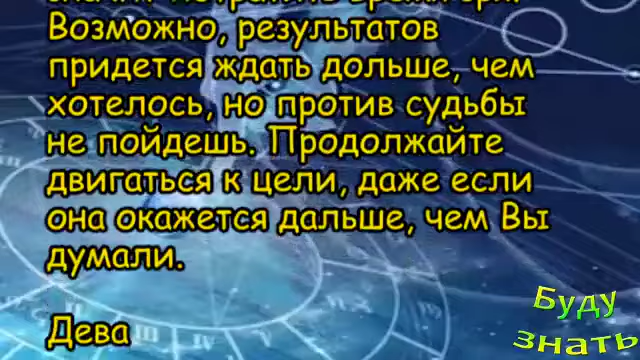 Возможно, результатов
придется ждать дольше, чем
хотелось, но против судьбы
не пойдешь. Продолжайте
двигаться к цели, даже если
она окажется дальше, чем Вы
думали.
Дева
Буду
знать